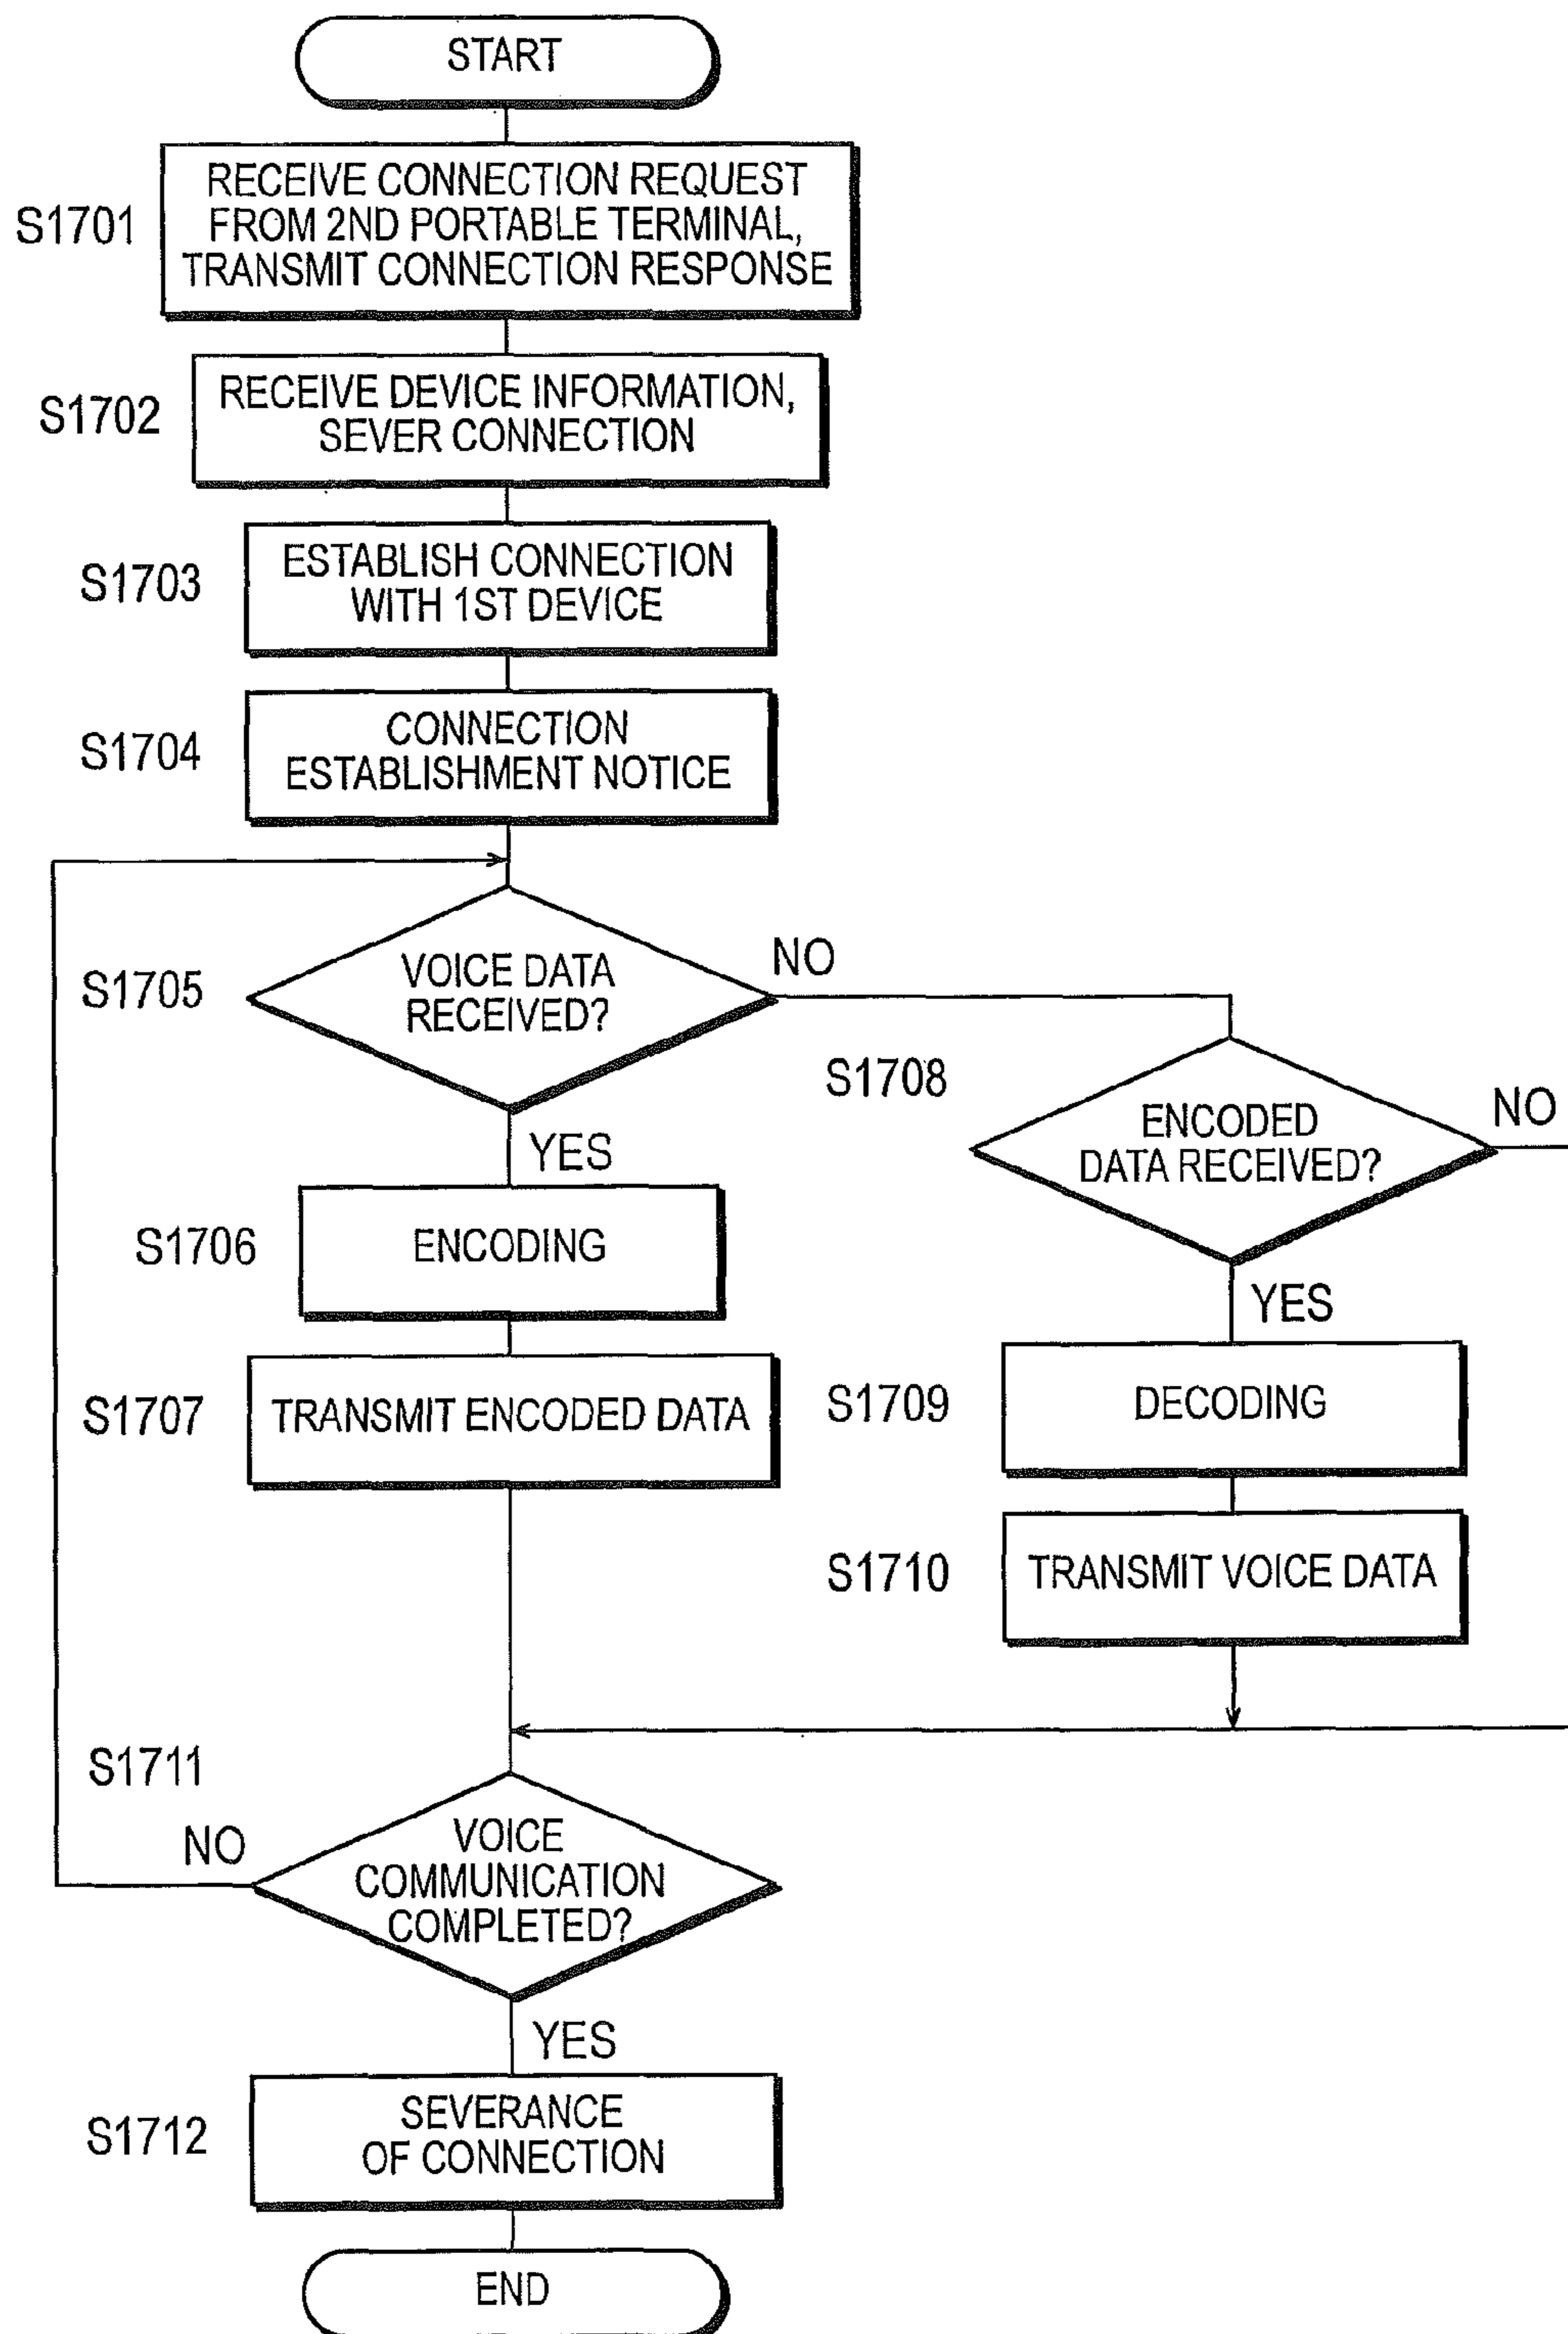 START
S1701
RECEIVE CONNECTION REQUEST
FROM 2ND PORTABLE TERMINAL,
TRANSMIT CONNECTION RESPONSE
S1702
RECEIVE DEVICE INFORMATION,
SEVER CONNECTION
S1703
ESTABLISH CONNECTION
WITH 1ST DEVICE
S1704
CONNECTION
ESTABLISHMENT NOTICE
S1705
VOICE DATA
RECEIVED?
NO
YES
S1706
ENCODING
S1707
TRANSMIT ENCODED DATA
S1708
ENCODED
DATA RECEIVED?
NO
YES
S1709
DECODING
S1710
TRANSMIT VOICE DATA
S1711
VOICE
COMMUNICATION
COMPLETED?
NO
YES
S1712
SEVERANCE
OF CONNECTION
END